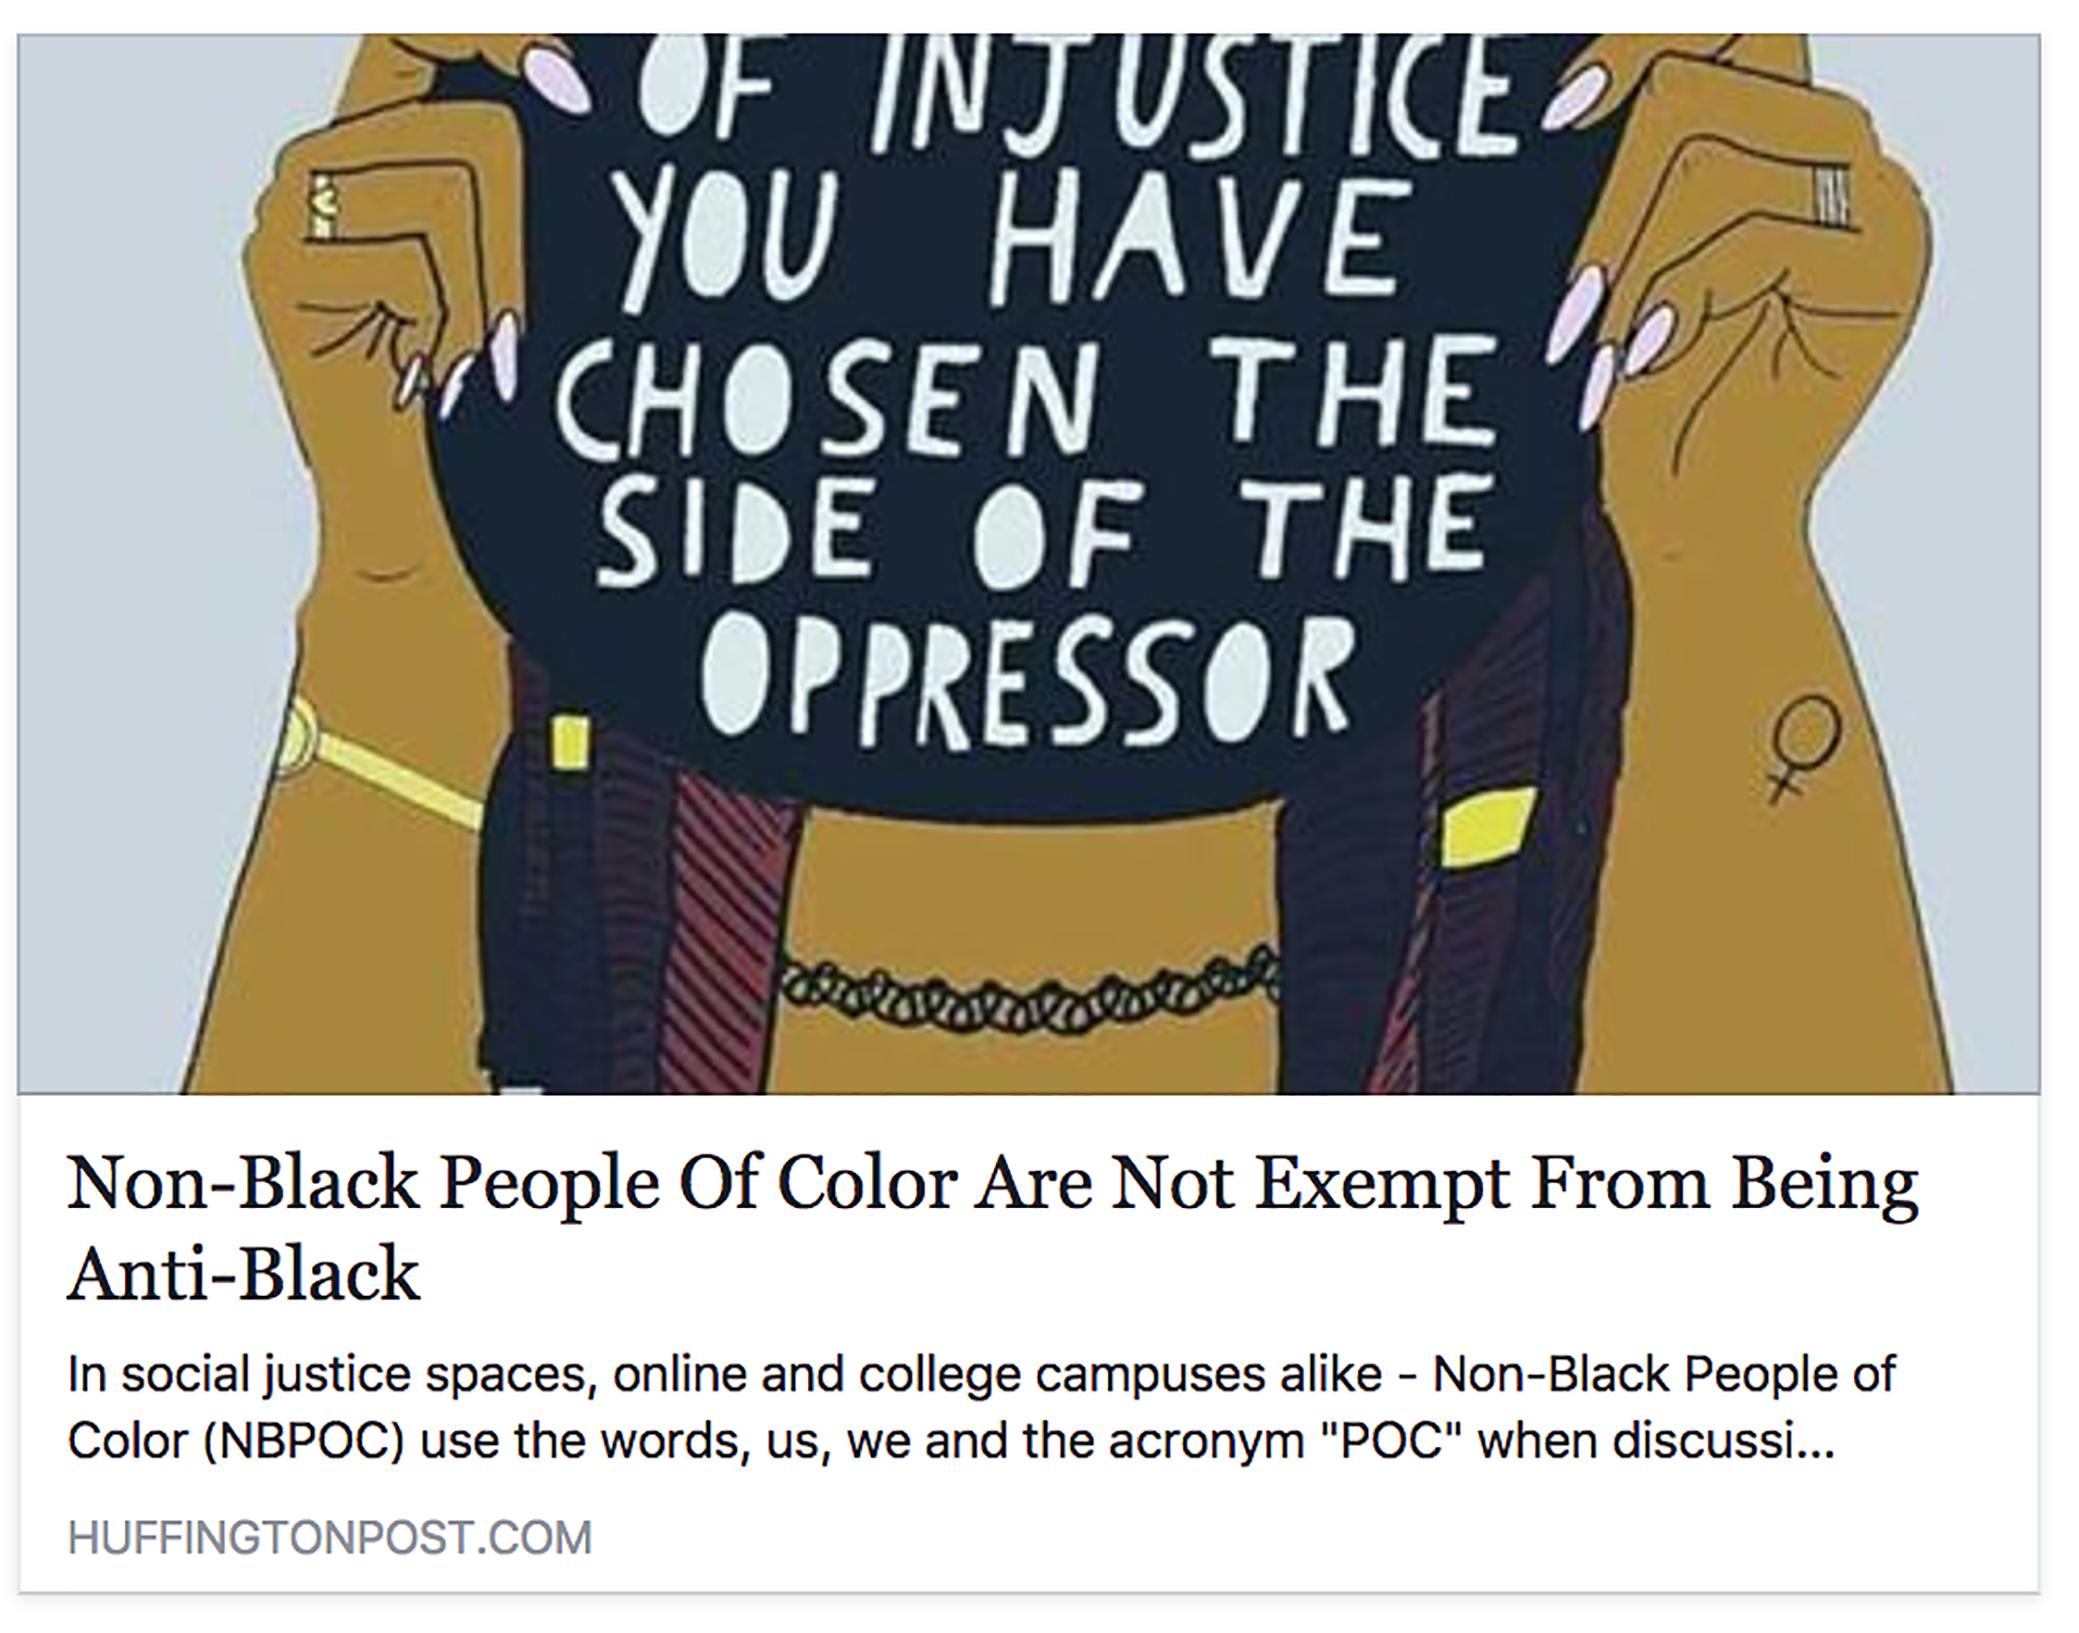 OF INJUSTICE
YOU HAVE
CHOSEN THE
SIDE OF THE
OPPRESSOR
Non-Black People Of Color Are Not Exempt From Being
Anti-Black
In social justice spaces, online and college campuses alike - Non-Black People of
Color (NBPOC) use the words, us, we and the acronym "POC" when discussi...
HUFFINGTONPOST.COM